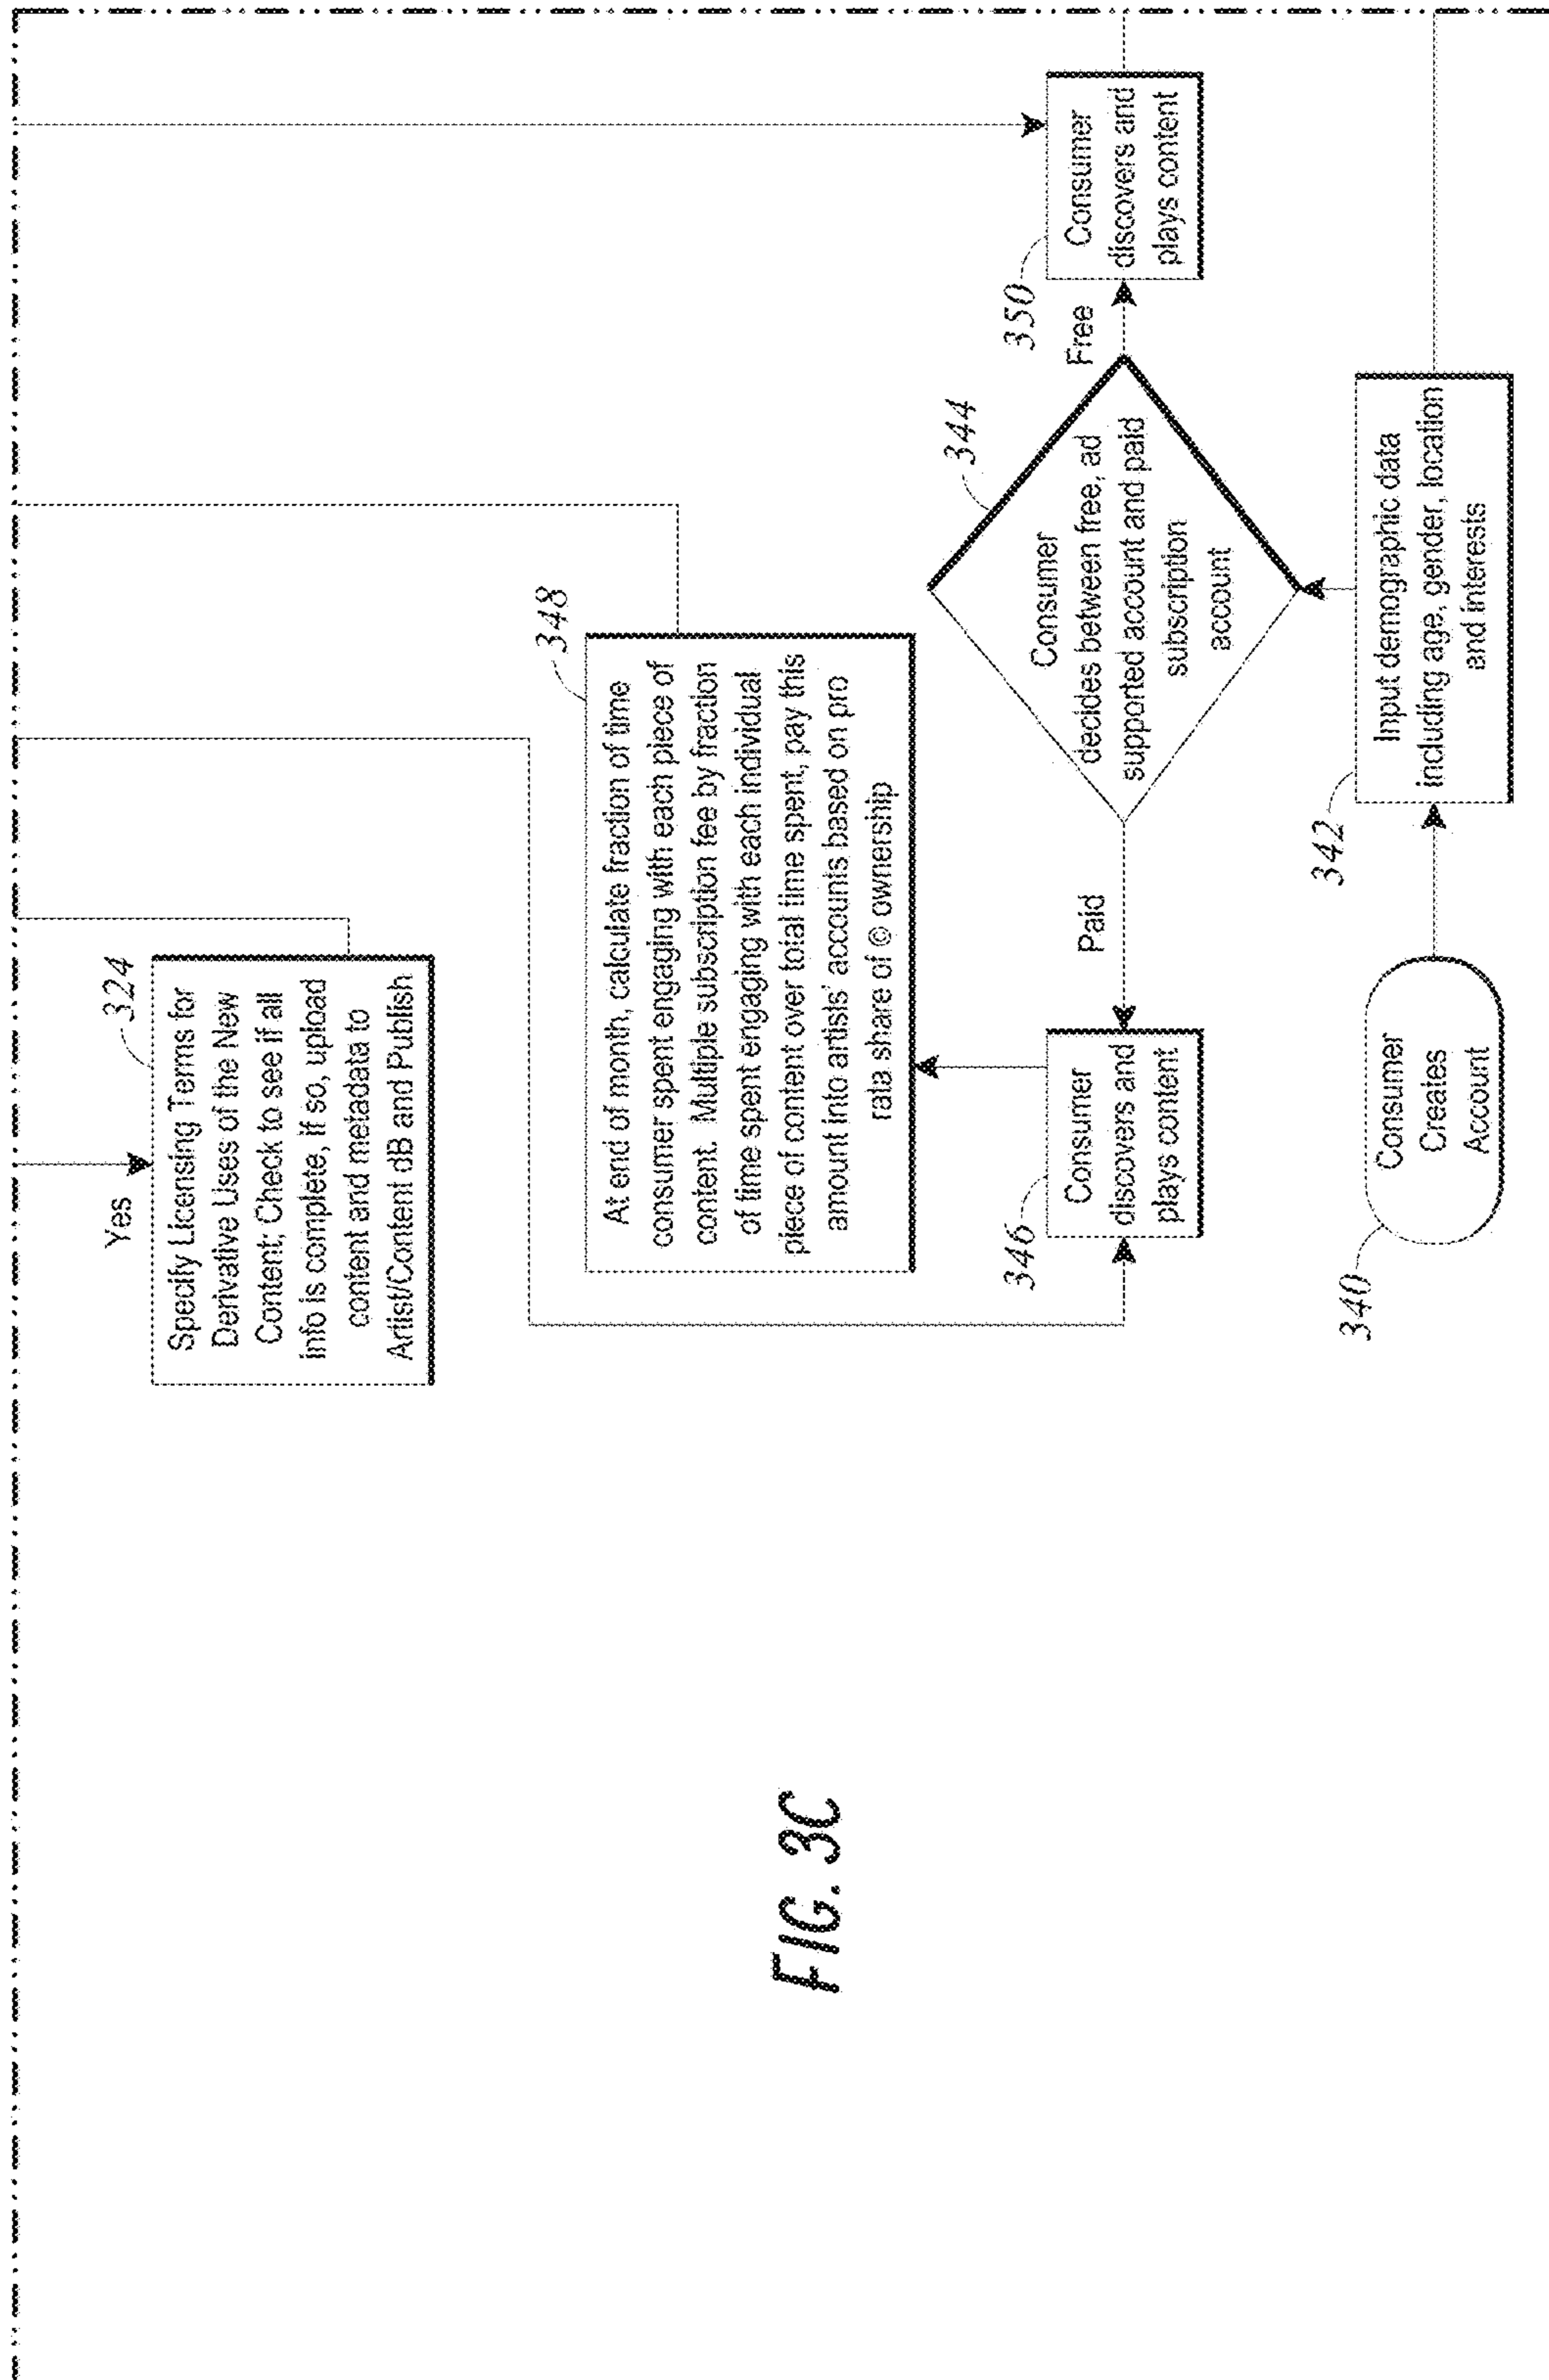 Yes
324
Specify Licensing Terms for
Derivative Uses of the New
Content; Check to see if all
info is complete, if so, upload
content and metadata to
Artist/Content dB and Publish
348
At end of month, calculate fraction of time
consumer spent engaging with each piece of
content. Multiple subscription fee by fraction
of time spent engaging with each individual
piece of content over total time spent, pay this
amount into artists' accounts based on pro
rata share of © ownership
346
Consumer
discovers and
plays content
Paid
344
Consumer
decides between free, ad
supported account and paid
subscription
account
Free
350
Consumer
discovers and
plays content
340
Consumer
Creates
Account
342
Input demographic data
including age, gender, location
and interests
FIG. 3C